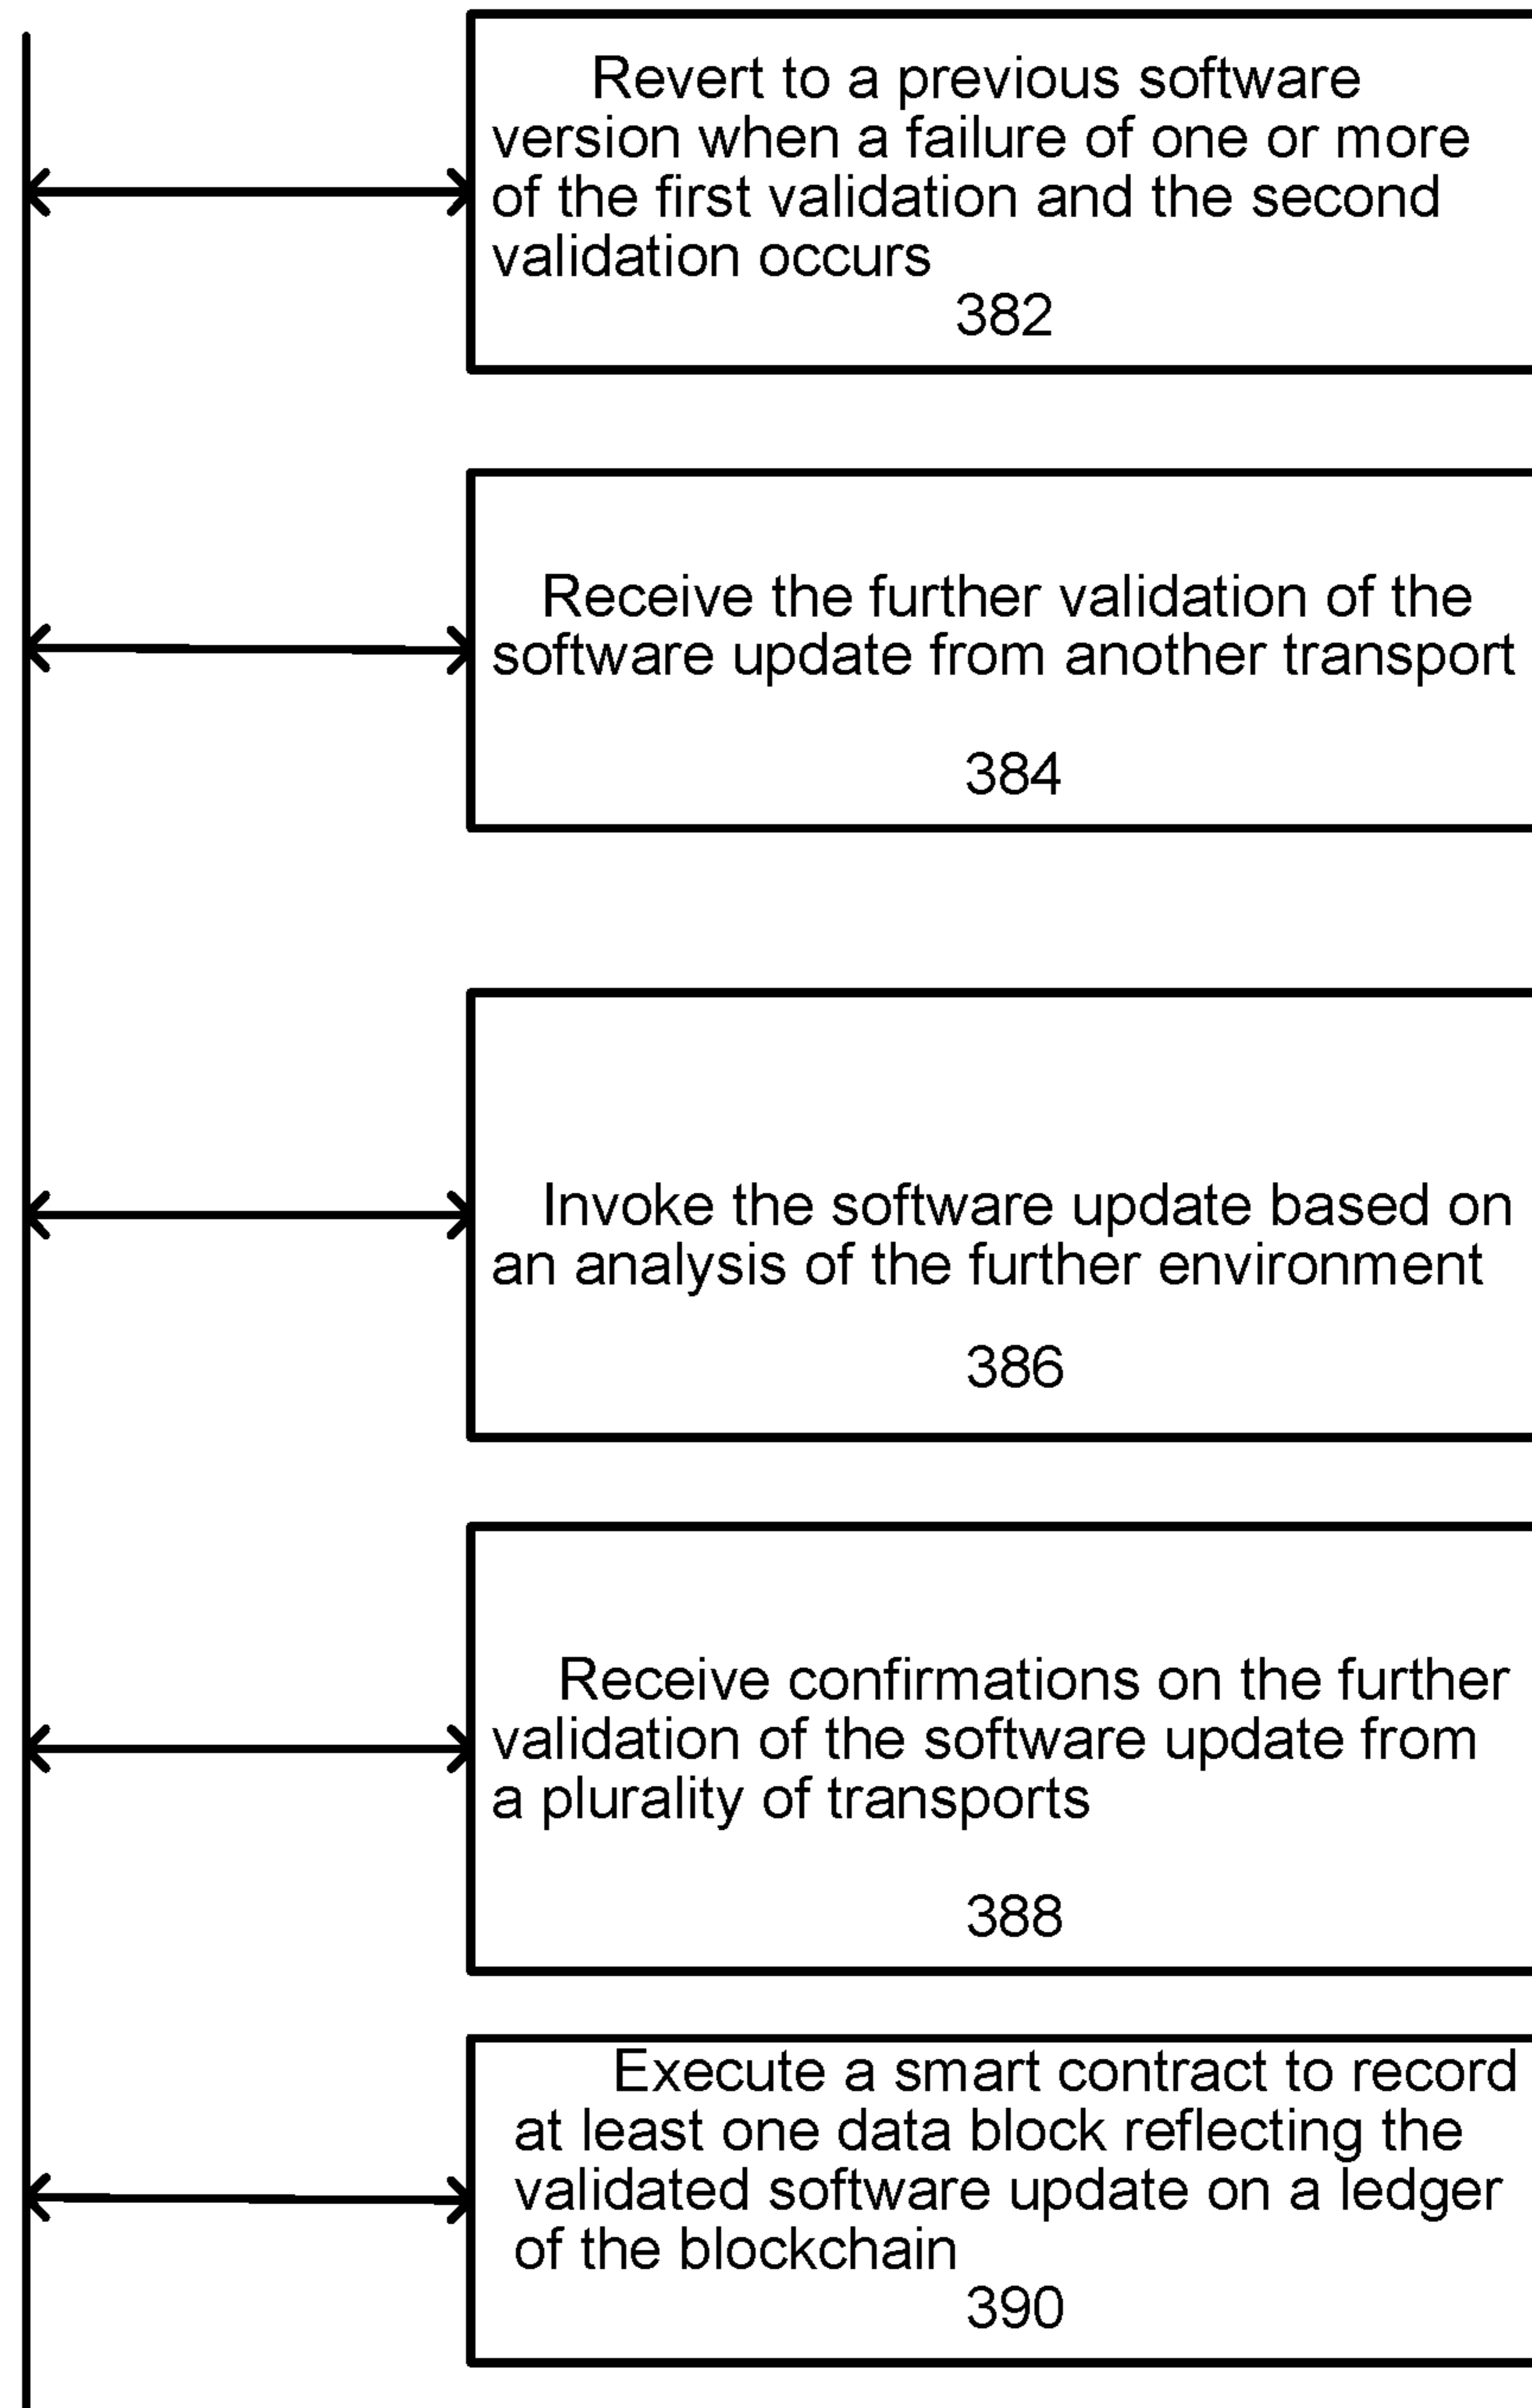 Revert to a previous software
version when a failure of one or more
of the first validation and the second
validation occurs
382
Receive the further validation of the
software update from another transport
384
Invoke the software update based on
an analysis of the further environment
386
Receive confirmations on the further
validation of the software update from
a plurality of transports
388
Execute a smart contract to record
at least one data block reflecting the
validated software update on a ledger
of the blockchain
390